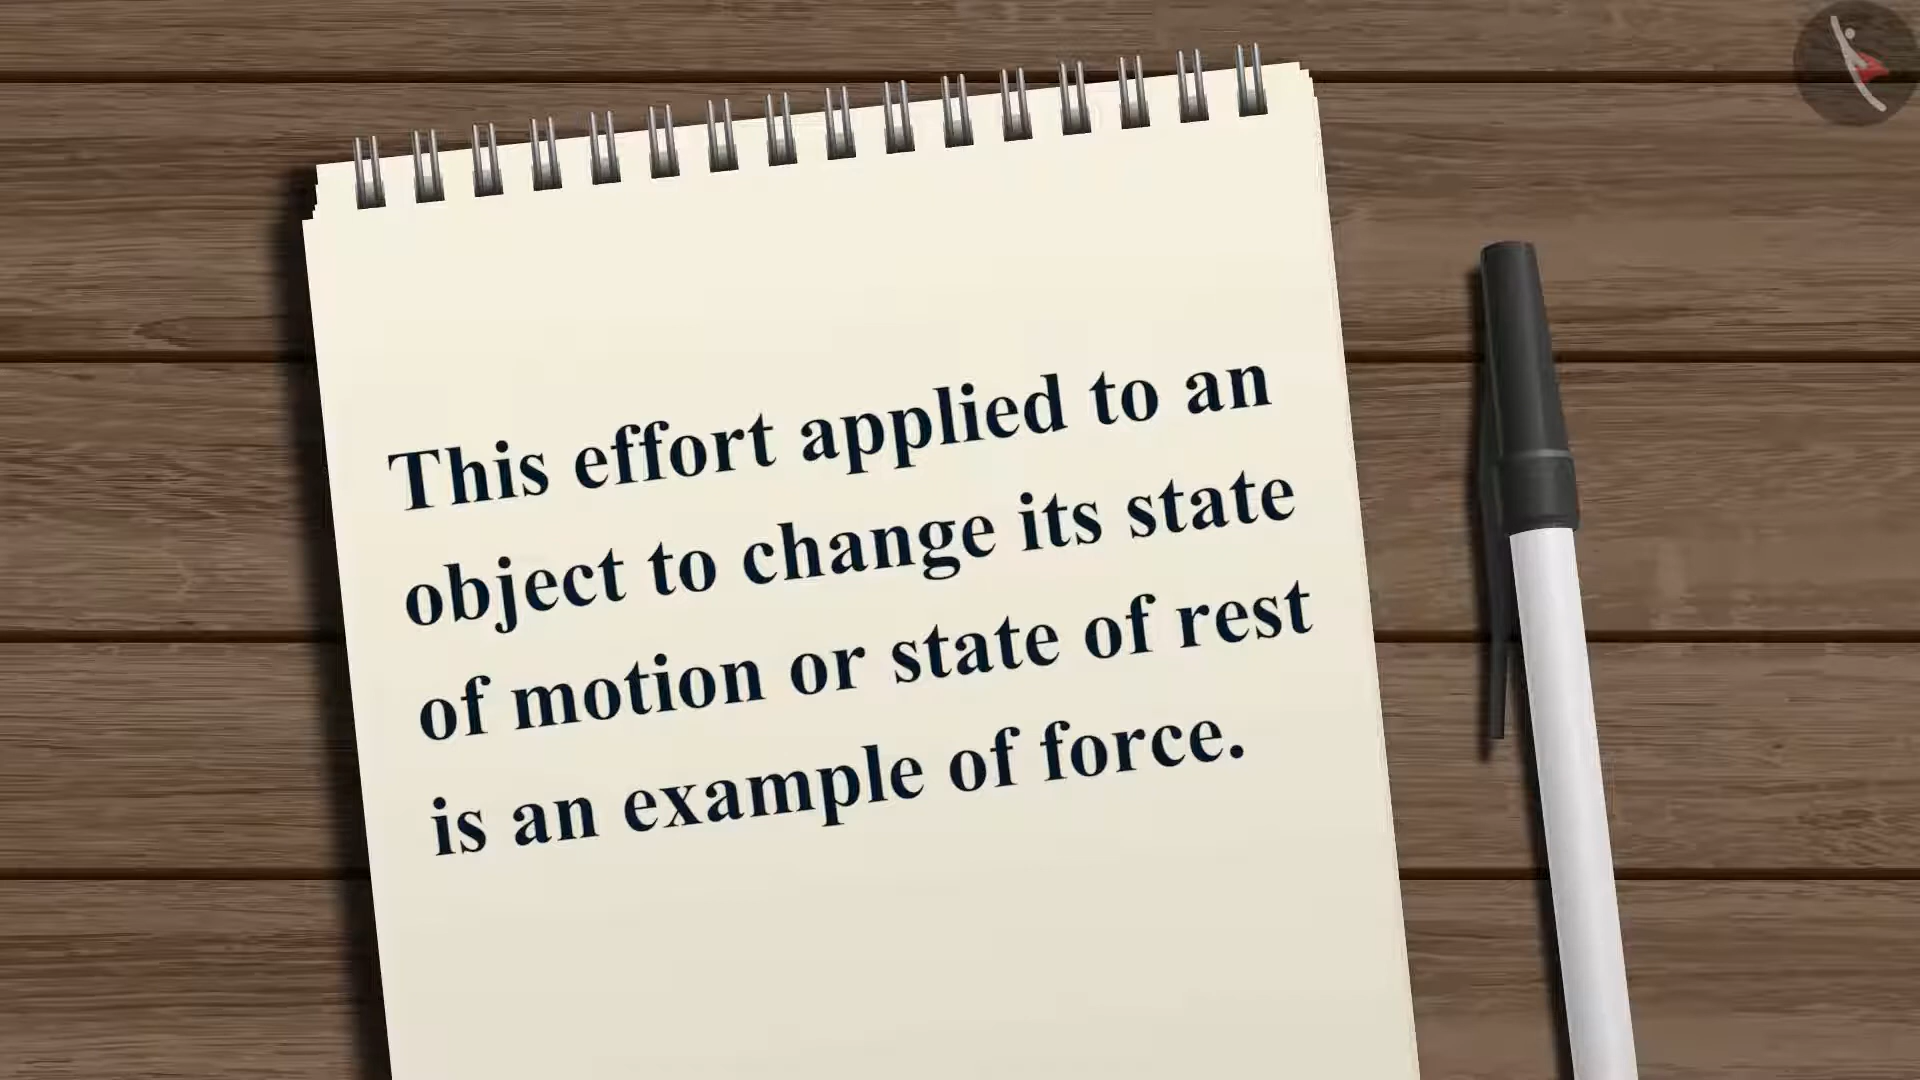 This effort applied to an
object to change its state
of motion or state of rest
is an example of force.